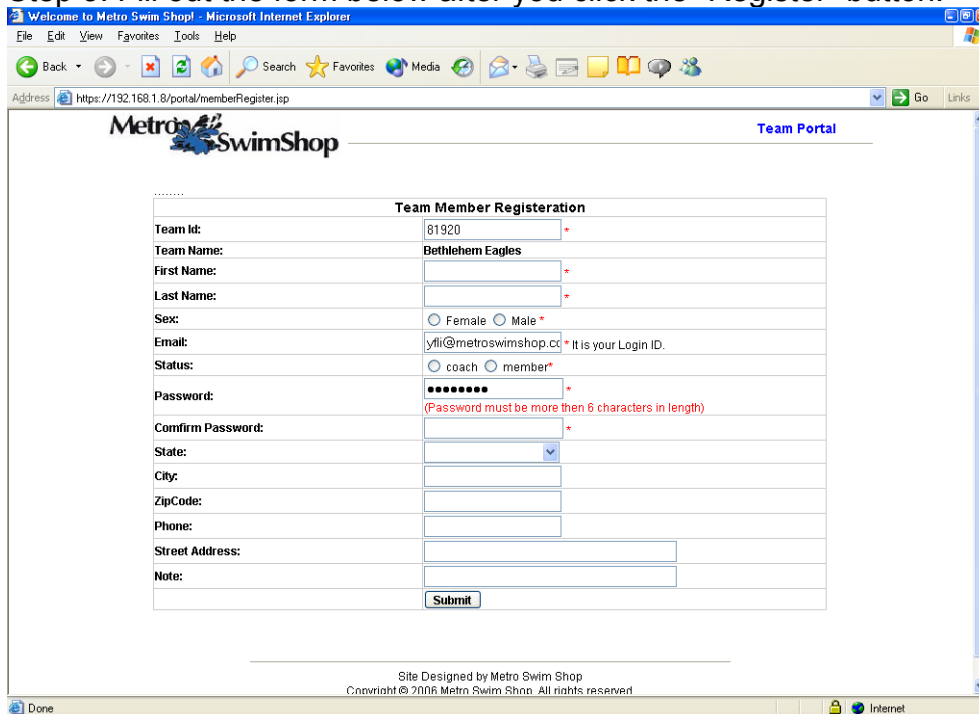 Welcome to Metro Swim Shop! - Microsoft Internet Explorer
File Edit View Favorites Tools Help
Back Search Favorites Media
Address https://192.168.1.8/portal/memberRegister.jsp Go Links
Metro SwimShop Team Portal
........
Team Member Registeration
Team Id: 81920 *
Team Name: Bethlehem Eagles
First Name: *
Last Name: *
Sex: Female Male *
Email: yfli@metroswimshop.cc * It is your Login ID.
Status: coach member*
Password: •••••••• *
(Password must be more then 6 characters in length)
Comfirm Password: *
State:
City:
ZipCode:
Phone:
Street Address:
Note:
Submit
Site Designed by Metro Swim Shop
Copyright © 2006 Metro Swim Shop. All rights reserved
Done Internet